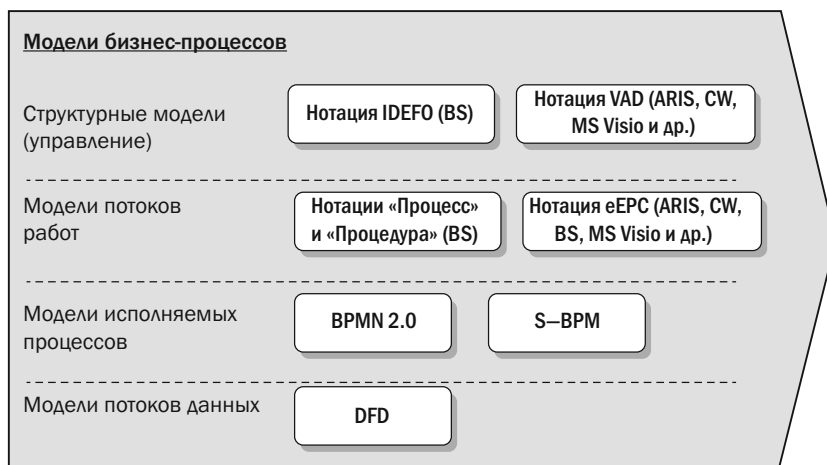 Модели бизнес-процессов
Структурные модели
(управление)
Нотация IDEF0 (BS)
Нотация VAD (ARIS, CW,
MS Visio и др.)
Модели потоков
работ
Нотации «Процесс»
и «Процедура» (BS)
Нотация eEPC (ARIS, CW,
BS, MS Visio и др.)
Модели исполняемых
процессов
BPMN 2.0
S—BPM
Модели потоков данных
DFD